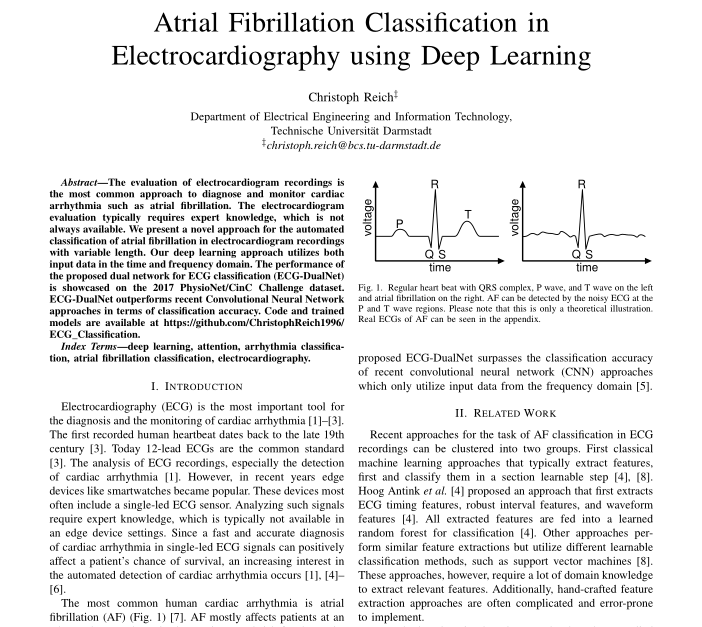 Atrial Fibrillation Classification in
Electrocardiography using Deep Learning
Christoph Reich‡
Department of Electrical Engineering and Information Technology,
Technische Universität Darmstadt
‡christoph.reich@bcs.tu-darmstadt.de
Abstract—The evaluation of electrocardiogram recordings is
the most common approach to diagnose and monitor cardiac
arrhythmia such as atrial fibrillation. The electrocardiogram
evaluation typically requires expert knowledge, which is not
always available. We present a novel approach for the automated
classification of atrial fibrillation in electrocardiogram recordings
with variable length. Our deep learning approach utilizes both
input data in the time and frequency domain. The performance of
the proposed dual network for ECG classification (ECG-DualNet)
is showcased on the 2017 PhysioNet/CinC Challenge dataset.
ECG-DualNet outperforms recent Convolutional Neural Network
approaches in terms of classification accuracy. Code and trained
models are available at https://github.com/ChristophReich1996/
ECG_Classification.
Index Terms—deep learning, attention, arrhythmia classifica-
tion, atrial fibrillation classification, electrocardiography.
I. INTRODUCTION
Electrocardiography (ECG) is the most important tool for
the diagnosis and the monitoring of cardiac arrhythmia [1]–[3].
The first recorded human heartbeat dates back to the late 19th
century [3]. Today 12-lead ECGs are the common standard
[3]. The analysis of ECG recordings, especially the detection
of cardiac arrhythmia [1]. However, in recent years edge
devices like smartwatches became popular. These devices most
often include a single-led ECG sensor. Analyzing such signals
require expert knowledge, which is typically not available in
an edge device settings. Since a fast and accurate diagnosis
of cardiac arrhythmia in single-led ECG signals can positively
affect a patient's chance of survival, an increasing interest in
the automated detection of cardiac arrhythmia occurs [1], [4]–
[6].
The most common human cardiac arrhythmia is atrial
fibrillation (AF) (Fig. 1) [7]. AF mostly affects patients at an
voltage
P
R
Q S
T
time
voltage
R
Q S
time
Fig. 1. Regular heart beat with QRS complex, P wave, and T wave on the left
and atrial fibrillation on the right. AF can be detected by the noisy ECG at the
P and T wave regions. Please note that this is only a theoretical illustration.
Real ECGs of AF can be seen in the appendix.
proposed ECG-DualNet surpasses the classification accuracy
of recent convolutional neural network (CNN) approaches
which only utilize input data from the frequency domain [5].
II. RELATED WORK
Recent approaches for the task of AF classification in ECG
recordings can be clustered into two groups. First classical
machine learning approaches that typically extract features,
first and classify them in a section learnable step [4], [8].
Hoog Antink et al. [4] proposed an approach that first extracts
ECG timing features, robust interval features, and waveform
features [4]. All extracted features are fed into a learned
random forest for classification [4]. Other approaches per-
form similar feature extractions but utilize different learnable
classification methods, such as support vector machines [8].
These approaches, however, require a lot of domain knowledge
to extract relevant features. Additionally, hand-crafted feature
extraction approaches are often complicated and error-prone
to implement.